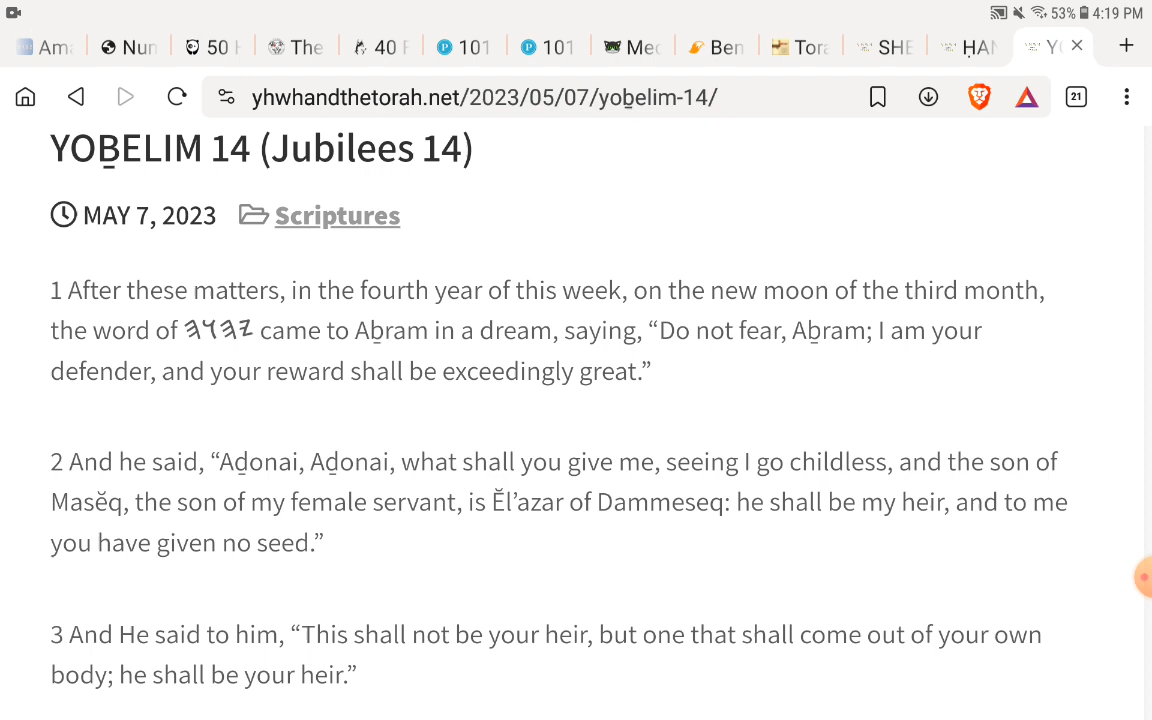 53% 4:19 PM
Ama Nun 50 The 40 F 101 101 Mec Ben Tora SHE ḤAN
yhwhandthetorah.net/2023/05/07/yoḇelim-14/ 21
YOḆELIM 14 (Jubilees 14)
MAY 7, 2023 Scriptures
1 After these matters, in the fourth year of this week, on the new moon of the third month,
the word of 𐤉𐤄𐤅𐤄 came to Aḇram in a dream, saying, “Do not fear, Aḇram; I am your
defender, and your reward shall be exceedingly great.”
2 And he said, “Aḏonai, Aḏonai, what shall you give me, seeing I go childless, and the son of
Masĕq, the son of my female servant, is Ĕl’azar of Dammeseq: he shall be my heir, and to me
you have given no seed.”
3 And He said to him, “This shall not be your heir, but one that shall come out of your own
body; he shall be your heir.”